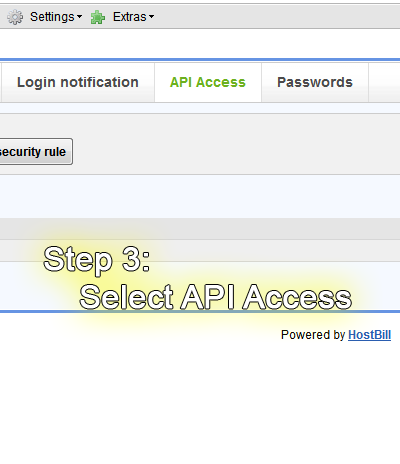 Settings Extras
Login notification API Access Passwords
security rule
Step 3:
Select API Access
Powered by HostBill